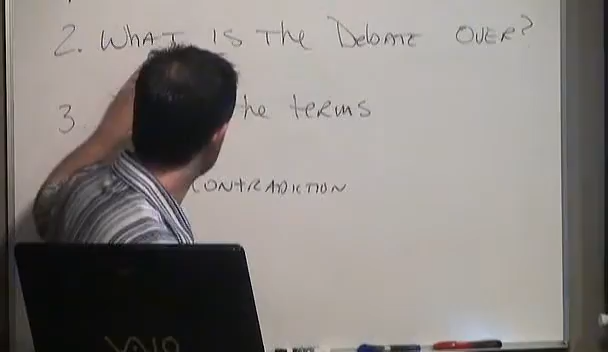 2. WHAT IS The Debate OVER?
3. the terms
CONTRADICTION
VAIO